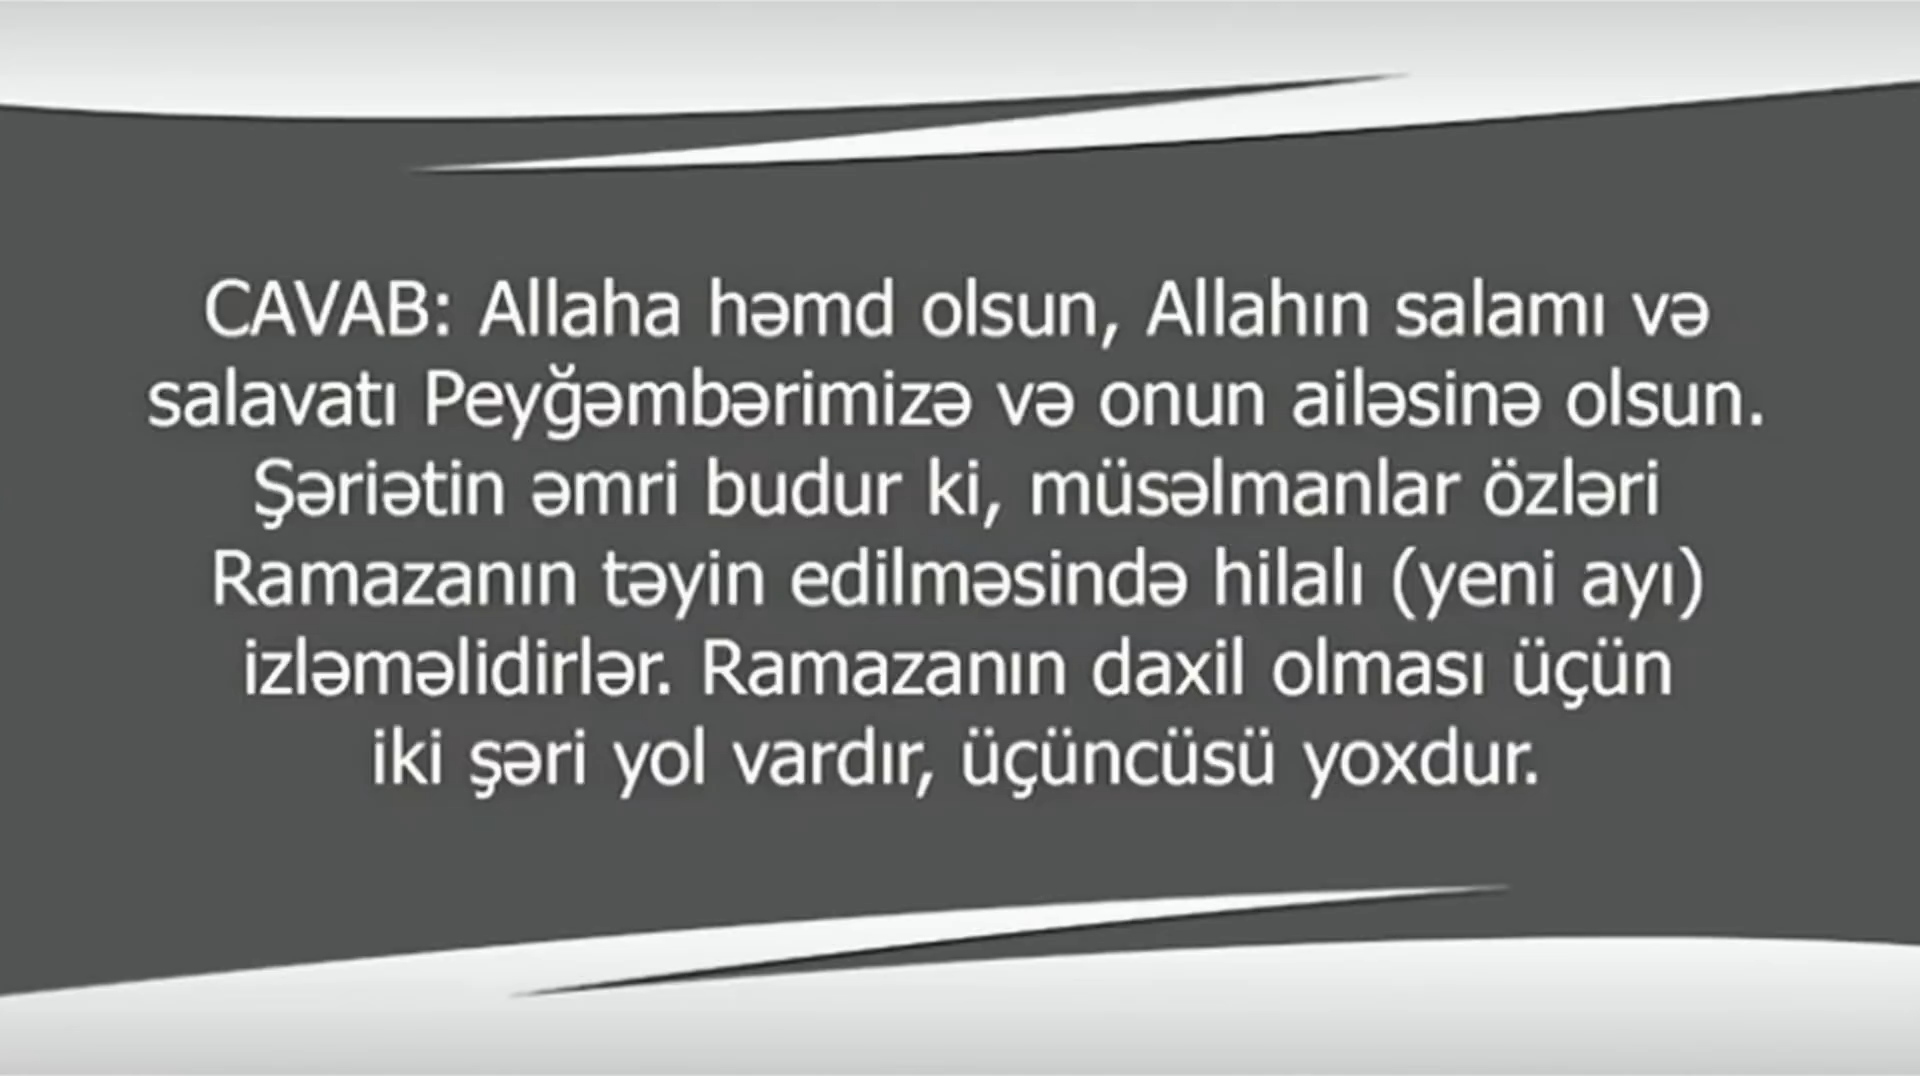 CAVAB: Allaha həmd olsun, Allahın salamı və
salavatı Peyğəmbərimizə və onun ailəsinə olsun.
Şəriətin əmri budur ki, müsəlmanlar özləri
Ramazanın təyin edilməsində hilalı (yeni ayı)
izləməlidirlər. Ramazanın daxil olması üçün
iki şəri yol vardır, üçüncüsü yoxdur.